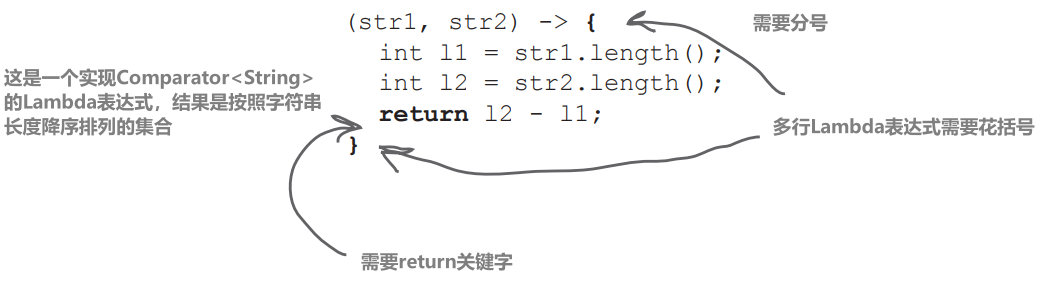 (str1, str2) -> {
int l1 = str1.length();
int l2 = str2.length();
return l2 - l1;
}
需要分号
这是一个实现Comparator<String>
的Lambda表达式，结果是按照字符串
长度降序排列的集合
多行Lambda表达式需要花括号
需要return关键字